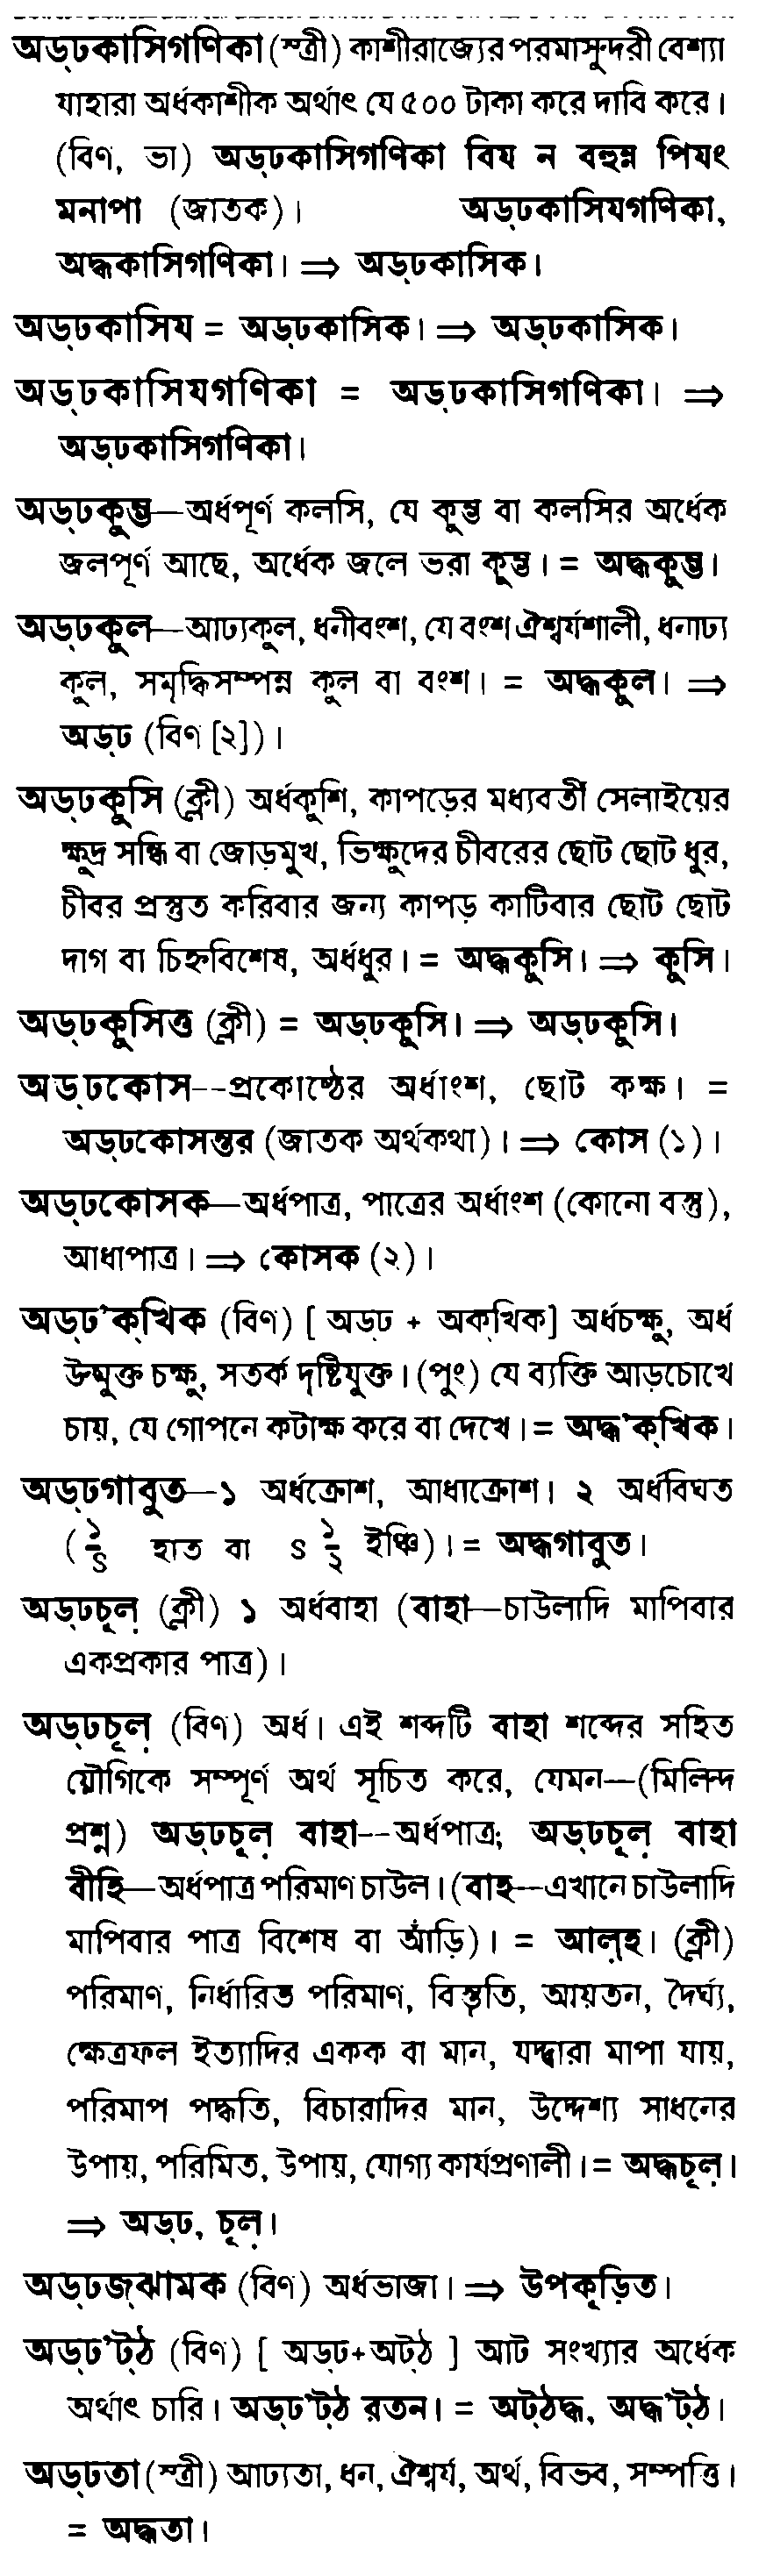 অড়্ঢকাসিগণিকা (স্ত্রী) কাশীরাজ্যের পরমাসুন্দরী বেশ্যা
যাহারা অর্ধকাশীক অর্থাৎ যে ৫০০ টাকা করে দাবি করে।
(বিণ, ভা) অড়্ঢকাসিগণিকা বিয ন বহুন্ন পিযং
মনাপা (জাতক)। অড়্ঢকাসিযগণিকা,
অদ্ধকাসিগণিকা। ⇒ অড়্ঢকাসিক।
অড়্ঢকাসিয = অড়্ঢকাসিক। ⇒ অড়্ঢকাসিক।
অড়্ঢকাসিযগণিকা = অড়্ঢকাসিগণিকা। ⇒
অড়্ঢকাসিগণিকা।
অড়্ঢকুম্ভ—অর্ধপূর্ণ কলসি, যে কুম্ভ বা কলসির অর্ধেক
জলপূর্ণ আছে, অর্ধেক জলে ভরা কুম্ভ। = অদ্ধকুম্ভ।
অড়্ঢকুল—আঢ্যকুল, ধনীবংশ, যে বংশ ঐশ্বর্যশালী, ধনাঢ্য
কুল, সমৃদ্ধিসম্পন্ন কুল বা বংশ। = অদ্ধকুল। ⇒
অড়্ঢ (বিণ [২])।
অড়্ঢকুসি (ক্লী) অর্ধকুশি, কাপড়ের মধ্যবর্তী সেলাইয়ের
ক্ষুদ্র সন্ধি বা জোড়মুখ, ভিক্ষুদের চীবরের ছোট ছোট ধুর,
চীবর প্রস্তুত করিবার জন্য কাপড় কাটিবার ছোট ছোট
দাগ বা চিহ্নবিশেষ, অর্ধধুর। = অদ্ধকুসি। ⇒ কুসি।
অড়্ঢকুসিত্ত (ক্লী) = অড়্ঢকুসি। ⇒ অড়্ঢকুসি।
অড়্ঢকোস--প্রকোষ্ঠের অর্ধাংশ, ছোট কক্ষ। =
অড়্ঢকোসন্তর (জাতক অর্থকথা)। ⇒ কোস (১)।
অড়্ঢকোসক—অর্ধপাত্র, পাত্রের অর্ধাংশ (কোনো বস্তু),
আধাপাত্র। ⇒ কোসক (২)।
অড়্ঢ'ক্খিক (বিণ) [ অড়্ঢ + অক্খিক] অর্ধচক্ষু, অর্ধ
উন্মুক্ত চক্ষু, সতর্ক দৃষ্টিযুক্ত। (পুং) যে ব্যক্তি আড়চোখে
চায়, যে গোপনে কটাক্ষ করে বা দেখে। = অদ্ধ'ক্খিক।
অড়্ঢগাবুত—১ অর্ধক্রোশ, আধাক্রোশ। ২ অর্ধবিঘত
(১/S হাত বা S ১/২ ইঞ্চি)। = অদ্ধগাবুত।
অড়্ঢচূল় (ক্লী) ১ অর্ধবাহা (বাহা—চাউলাদি মাপিবার
একপ্রকার পাত্র)।
অড়্ঢচূল় (বিণ) অর্ধ। এই শব্দটি বাহা শব্দের সহিত
যৌগিকে সম্পূর্ণ অর্থ সূচিত করে, যেমন—(মিলিন্দ
প্রশ্ন) অড়্ঢচূল় বাহা--অর্ধপাত্র; অড়্ঢচূল় বাহা
বীহি—অর্ধপাত্র পরিমাণ চাউল। (বাহ—এখানে চাউলাদি
মাপিবার পাত্র বিশেষ বা আঁড়ি)। = আল়্হ। (ক্লী)
পরিমাণ, নির্ধারিত পরিমাণ, বিস্তৃতি, আয়তন, দৈর্ঘ্য,
ক্ষেত্রফল ইত্যাদির একক বা মান, যদ্দ্বারা মাপা যায়,
পরিমাপ পদ্ধতি, বিচারাদির মান, উদ্দেশ্য সাধনের
উপায়, পরিমিত, উপায়, যোগ্য কার্যপ্রণালী। = অদ্ধচূল়।
⇒ অড়্ঢ, চূল়।
অড়্ঢজ্ঝামক (বিণ) অর্ধভাজা। ⇒ উপকূড়িত।
অড়্ঢ'ট্ঠ (বিণ) [ অড়্ঢ+অট্ঠ ] আট সংখ্যার অর্ধেক
অর্থাৎ চারি। অড়্ঢ'ট্ঠ রতন। = অট্ঠদ্ধ, অদ্ধ'ট্ঠ।
অড়্ঢতা (স্ত্রী) আঢ্যতা, ধন, ঐশ্বর্য, অর্থ, বিভব, সম্পত্তি।
= অদ্ধতা।